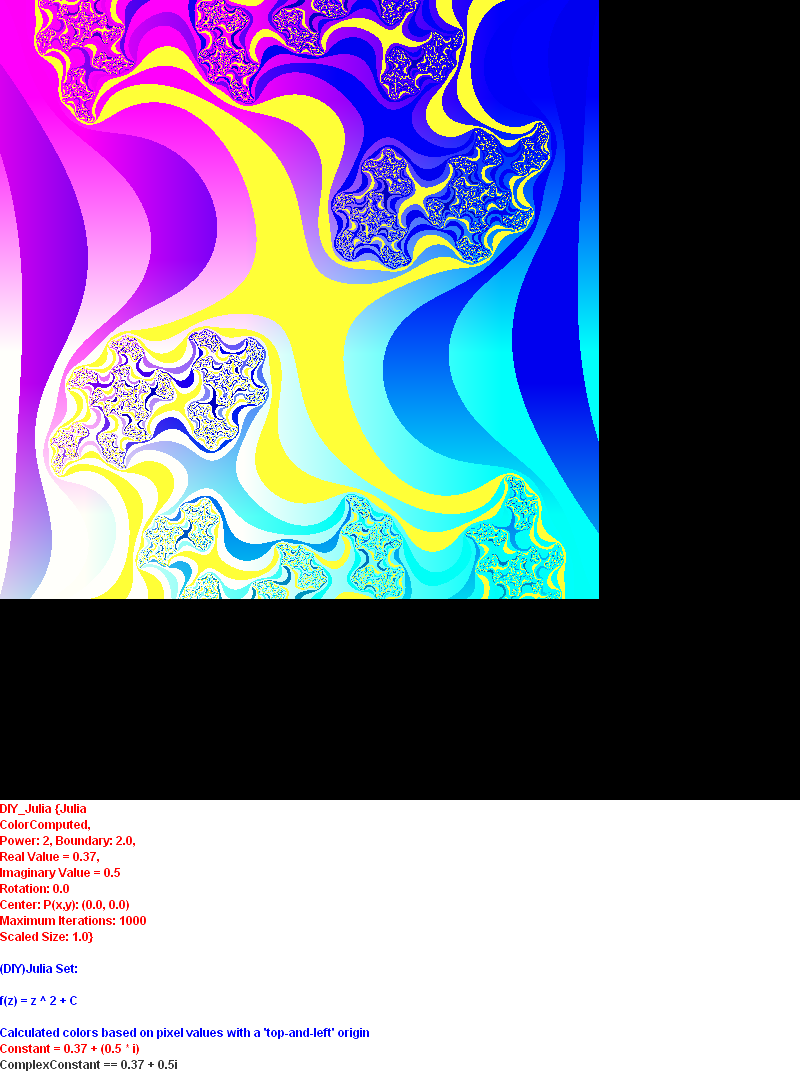 DIY_Julia {Julia
ColorComputed,
Power: 2, Boundary: 2.0,
Real Value = 0.37,
Imaginary Value = 0.5
Rotation: 0.0
Center: P(x,y): (0.0, 0.0)
Maximum Iterations: 1000
Scaled Size: 1.0}
(DIY)Julia Set:
f(z) = z ^ 2 + C
Calculated colors based on pixel values with a 'top-and-left' origin
Constant = 0.37 + (0.5 * i)
ComplexConstant == 0.37 + 0.5i